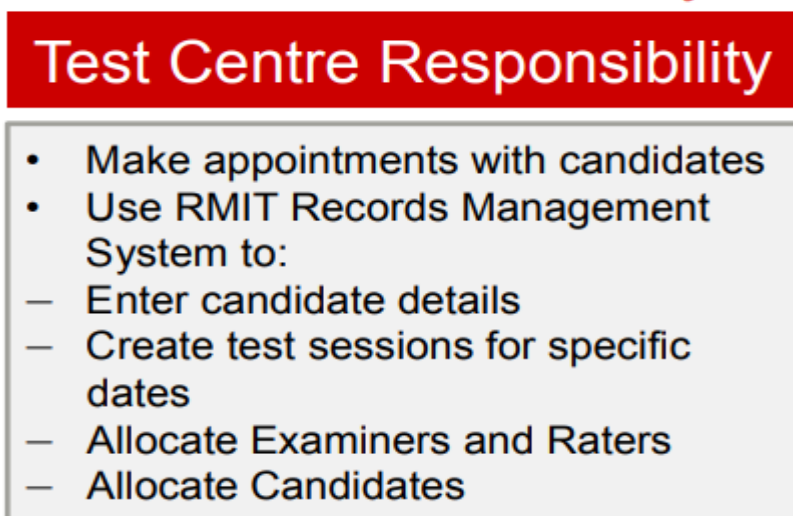 Test Centre Responsibility
• Make appointments with candidates
• Use RMIT Records Management
System to:
– Enter candidate details
– Create test sessions for specific
dates
– Allocate Examiners and Raters
– Allocate Candidates